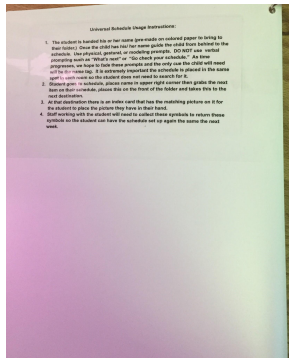 Universal Schedule Usage Instructions:
1. The student is handed his or her name (pre-made on colored paper to bring to
their folder.) Once the child has his/ her name guide the child from behind to the
schedule. Use physical, gestural, or modeling prompts. DO NOT use verbal
prompting such as "What's next" or "Go check your schedule." As time
progresses, we hope to fade these prompts and the only cue the child will need
will be the name tag. It is extremely important the schedule is placed in the same
spot in each room so the student does not need to search for it.
2. Student goes to schedule, places name in upper right corner then grabs the next
item on their schedule, places this on the front of the folder and takes this to the
next destination.
3. At that destination there is an index card that has the matching picture on it for
the student to place the picture they have in their hand.
4. Staff working with the student will need to collect these symbols to return these
symbols so the student can have the schedule set up again the same the next
week.